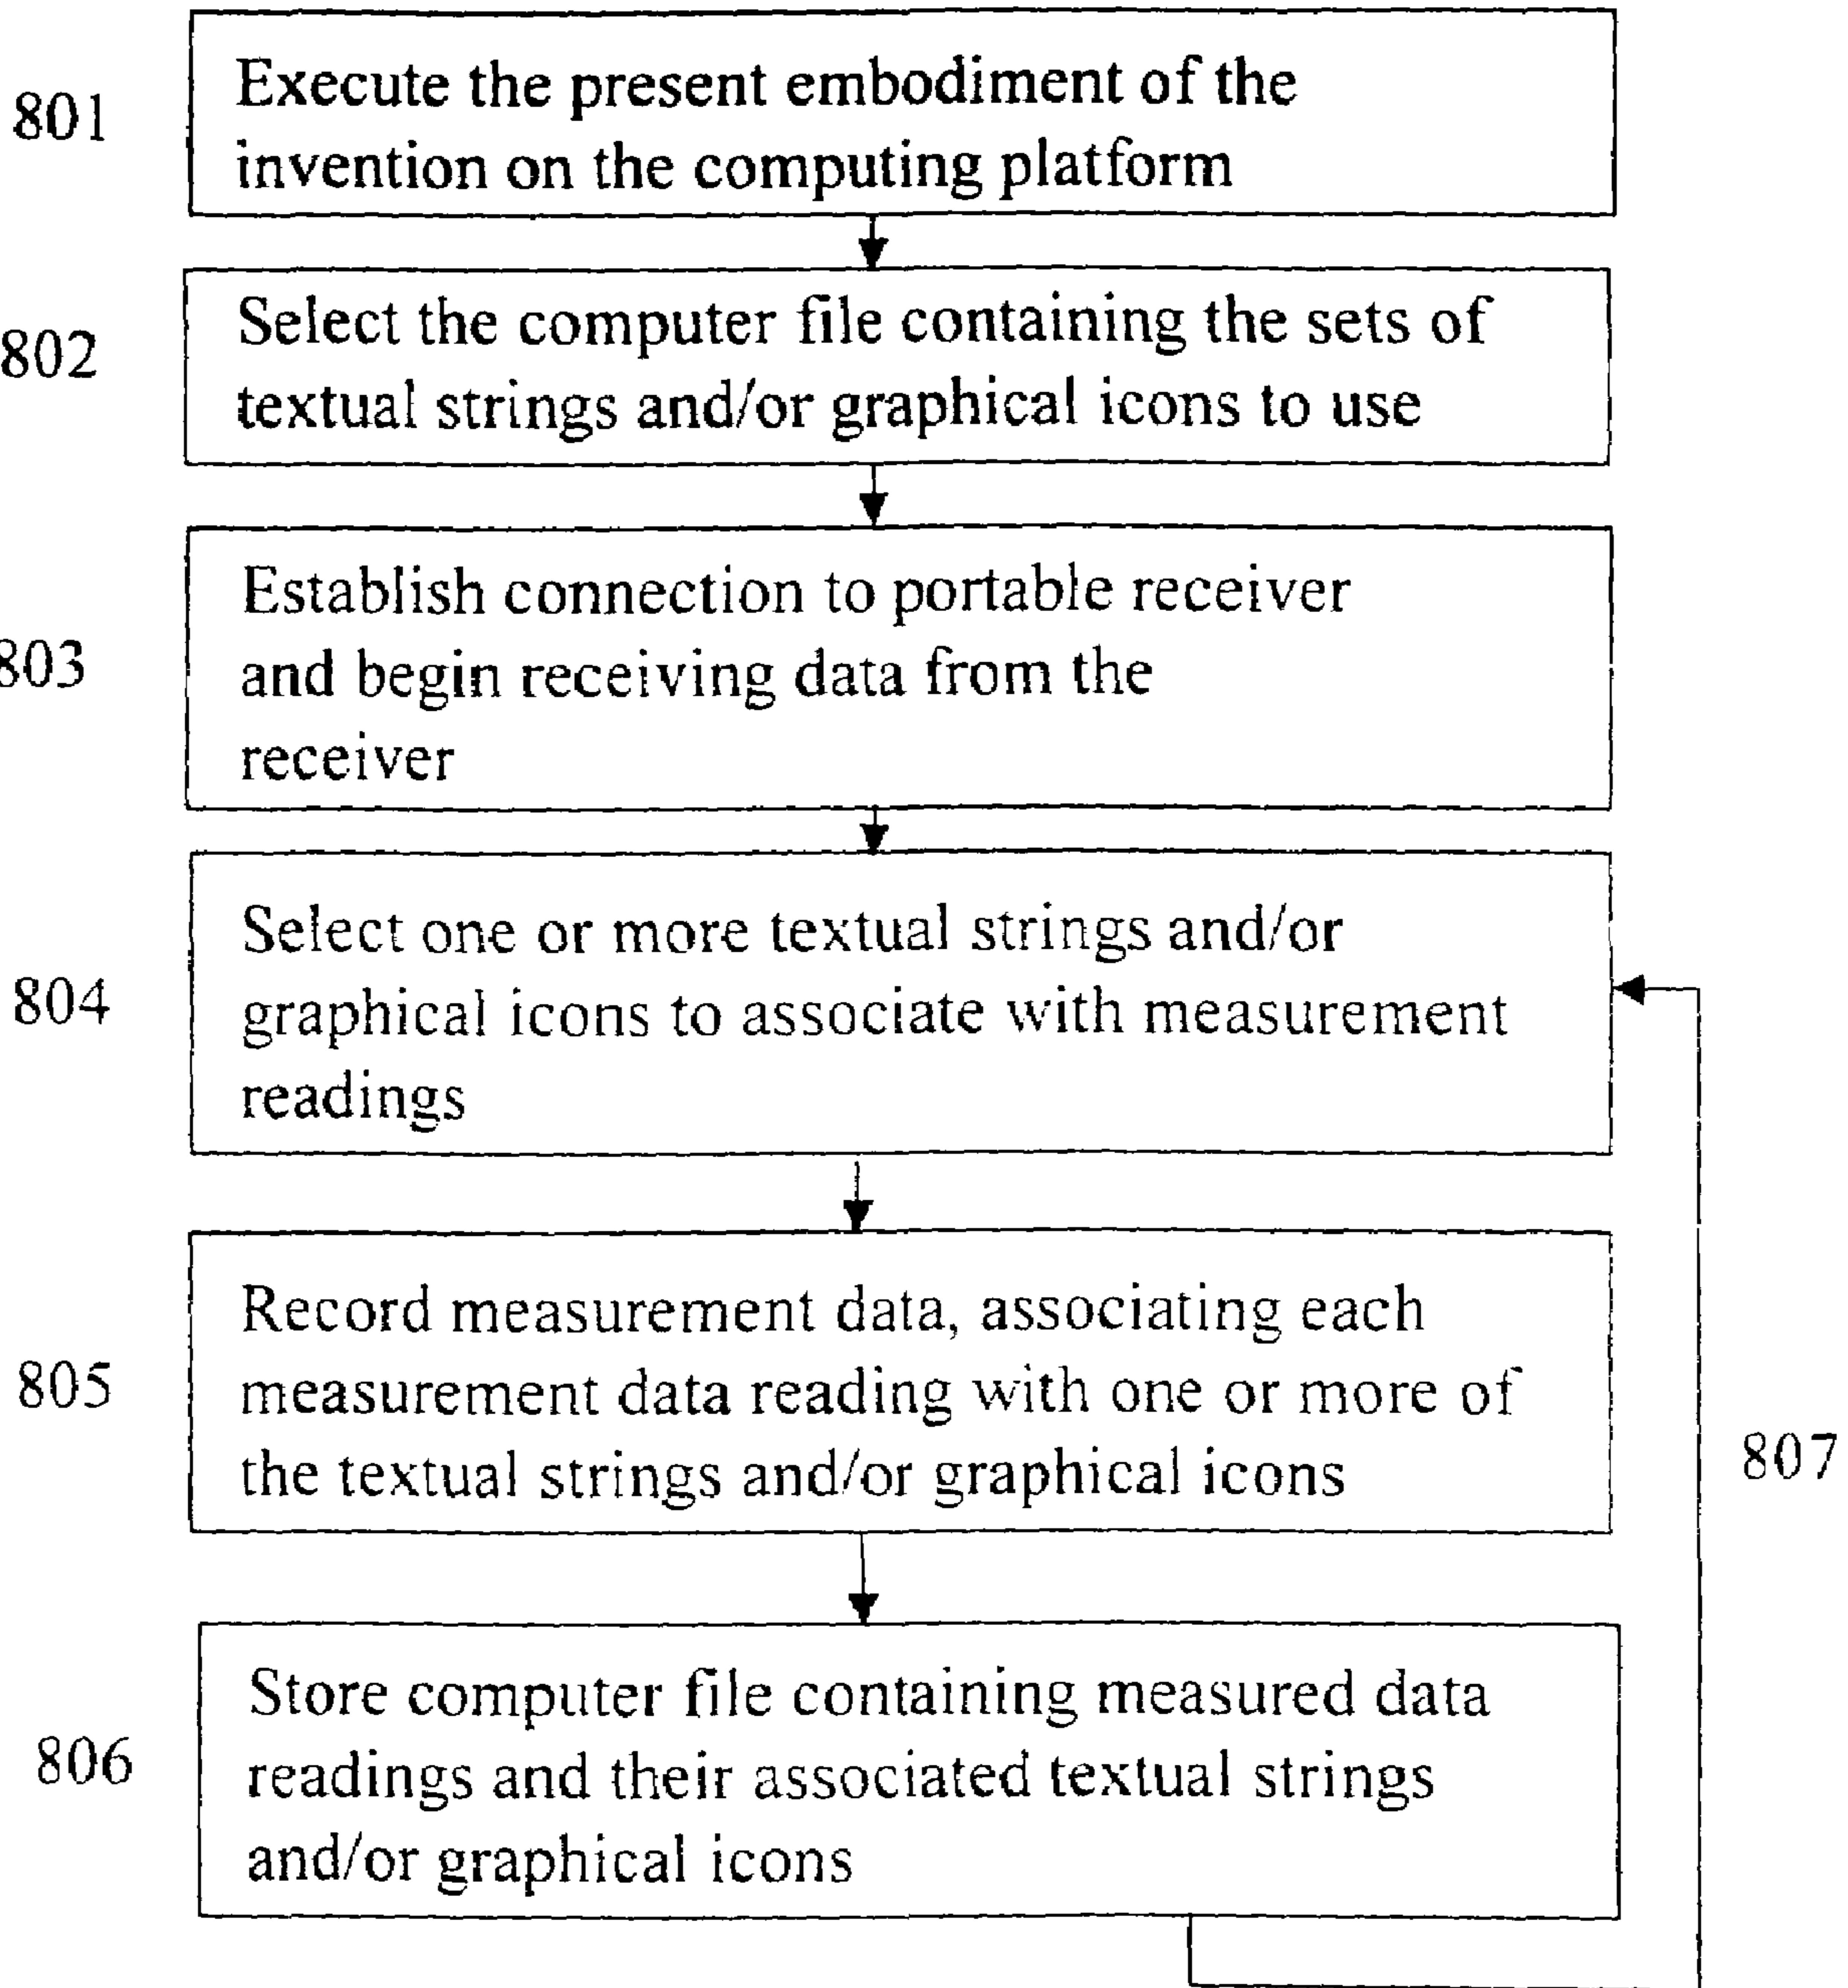 801
Execute the present embodiment of the
invention on the computing platform
802
Select the computer file containing the sets of
textual strings and/or graphical icons to use
803
Establish connection to portable receiver
and begin receiving data from the
receiver
804
Select one or more textual strings and/or
graphical icons to associate with measurement
readings
805
Record measurement data, associating each
measurement data reading with one or more of
the textual strings and/or graphical icons
807
806
Store computer file containing measured data
readings and their associated textual strings
and/or graphical icons